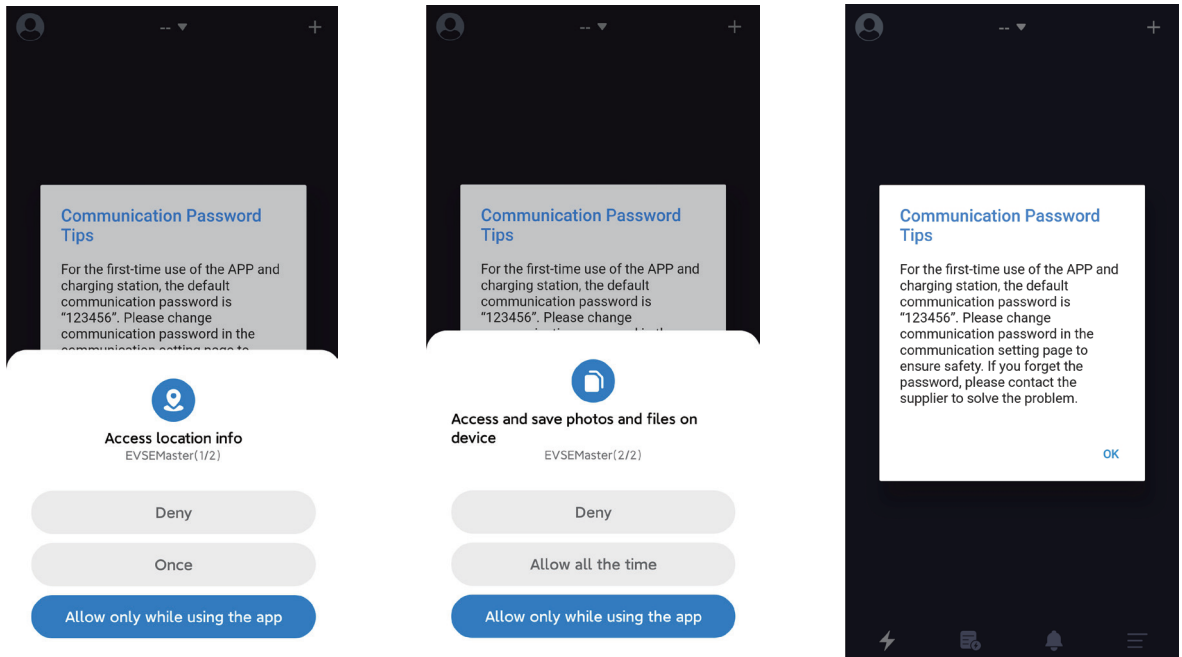 -- ▼ +
Communication Password
Tips
For the first-time use of the APP and
charging station, the default
communication password is
“123456”. Please change
communication password in the
communication setting page to
Access location info
EVSEMaster(1/2)
Deny
Once
Allow only while using the app
-- ▼ +
Communication Password
Tips
For the first-time use of the APP and
charging station, the default
communication password is
“123456”. Please change
Access and save photos and files on
device
EVSEMaster(2/2)
Deny
Allow all the time
Allow only while using the app
-- ▼ +
Communication Password
Tips
For the first-time use of the APP and
charging station, the default
communication password is
“123456”. Please change
communication password in the
communication setting page to
ensure safety. If you forget the
password, please contact the
supplier to solve the problem.
OK